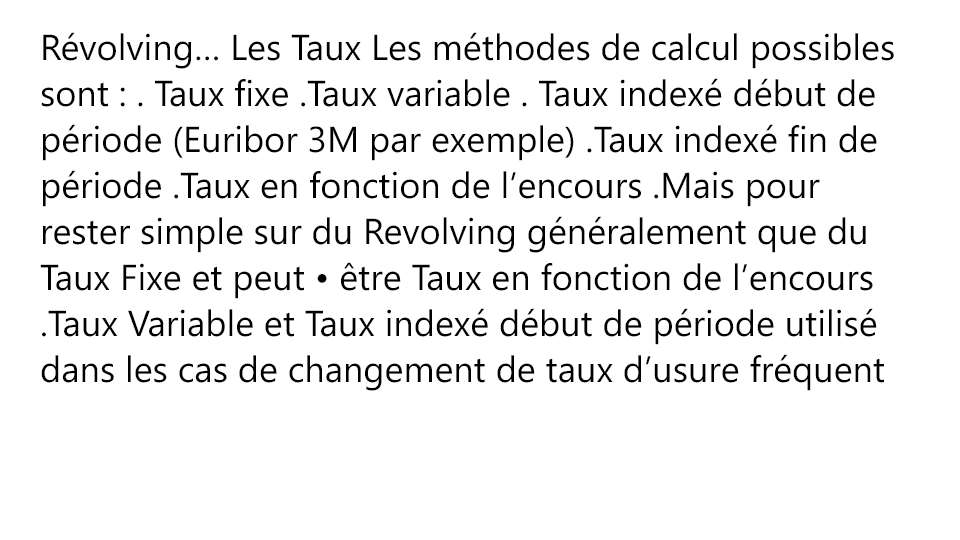 Révolving... Les Taux Les méthodes de calcul possibles
sont : . Taux fixe .Taux variable . Taux indexé début de
période (Euribor 3M par exemple) .Taux indexé fin de
période .Taux en fonction de l’encours .Mais pour
rester simple sur du Revolving généralement que du
Taux Fixe et peut • être Taux en fonction de l’encours
.Taux Variable et Taux indexé début de période utilisé
dans les cas de changement de taux d’usure fréquent